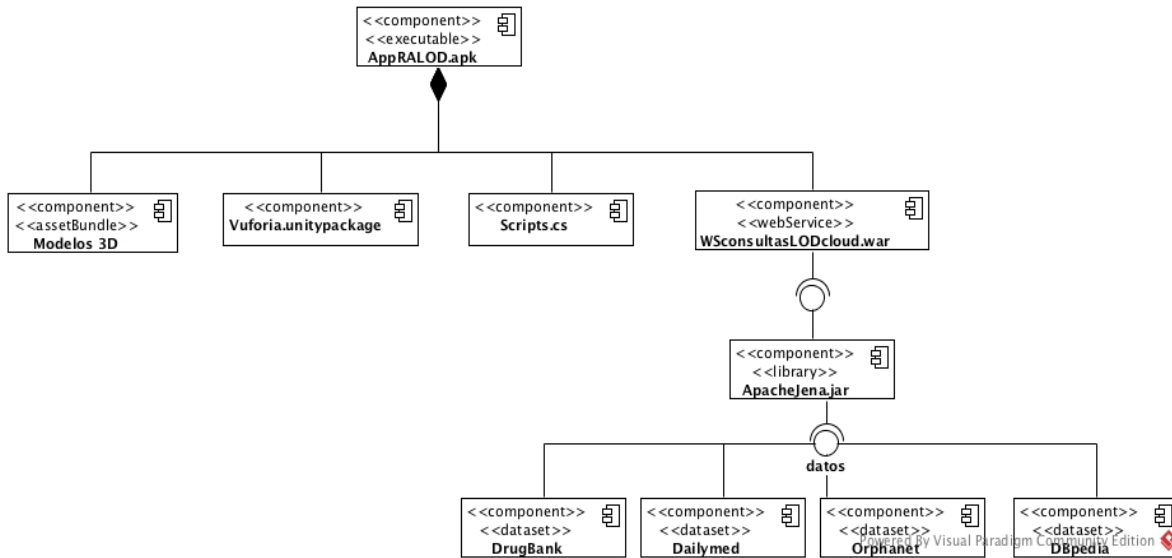 <<component>>
<<executable>>
AppRALOD.apk
<<component>>
<<assetBundle>>
Modelos 3D
<<component>>
Vuforia.unitypackage
<<component>>
Scripts.cs
<<component>>
<<webService>>
WSconsultasLODcloud.war
<<component>>
<<library>>
ApacheJena.jar
datos
<<component>>
<<dataset>>
DrugBank
<<component>>
<<dataset>>
Dailymed
<<component>>
<<dataset>>
Orphanet
<<component>>
<<dataset>>
DBpedia
Powered By Visual Paradigm Community Edition